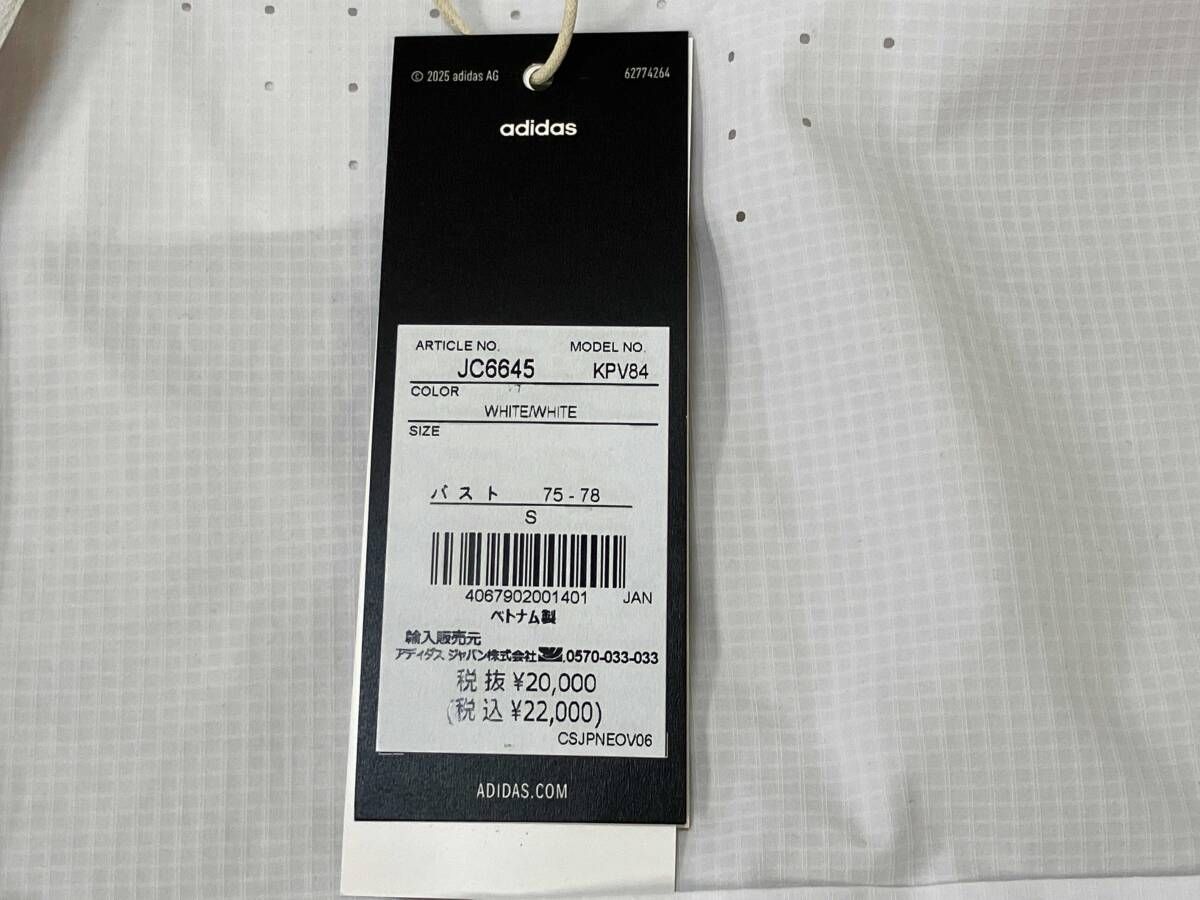 © 2025 adidas AG 62774264
adidas
ARTICLE NO. MODEL NO.
JC6645 KPV84
COLOR
WHITE/WHITE
SIZE
バスト 75 - 78
S
4067902001401 JAN
ベトナム製
輸入販売元
アディダス ジャパン株式会社 0570-033-033
税抜 ¥20,000
(税込 ¥22,000)
CSJPNEOV06
ADIDAS.COM